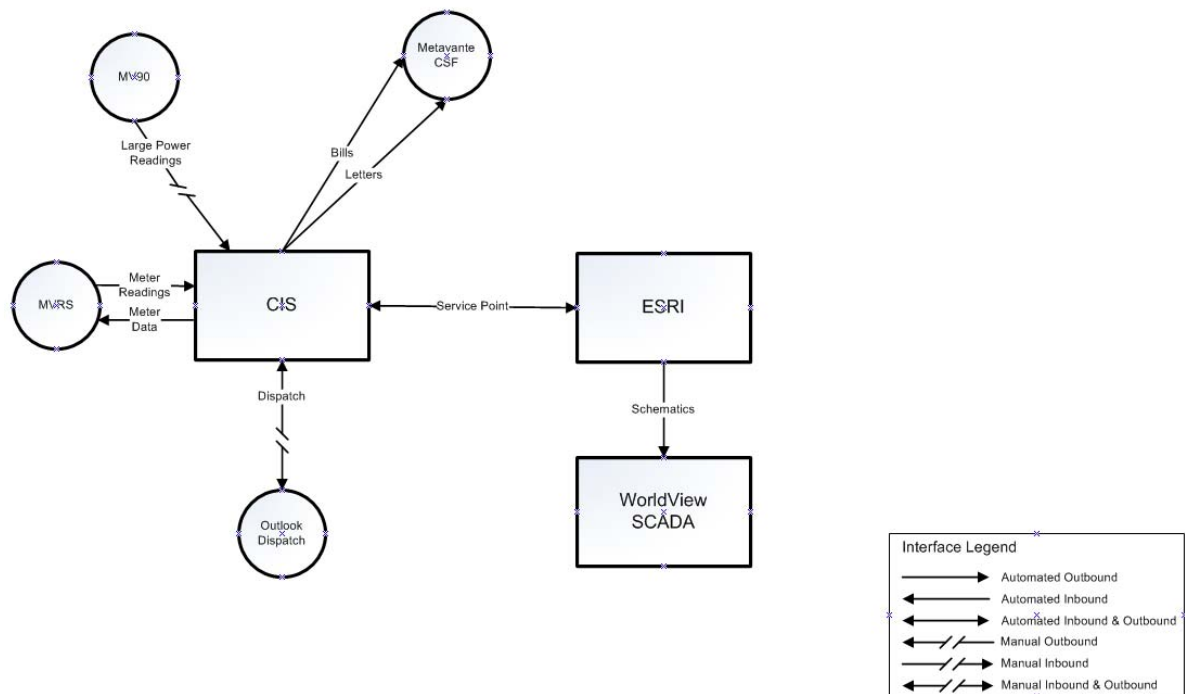 MV90
Metavante
CSF
Large Power
Readings
Bills
Letters
MVRS
Meter
Readings
Meter
Data
CIS
Service Point
ESRI
Dispatch
Schematics
Outlook
Dispatch
WorldView
SCADA
Interface Legend
Automated Outbound
Automated Inbound
Automated Inbound & Outbound
Manual Outbound
Manual Inbound
Manual Inbound & Outbound